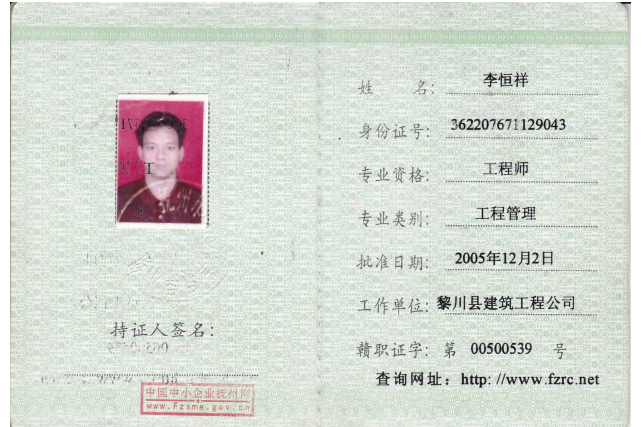 持证人签名:
中国中小企业抚州网
www.Fzsme.gov.cn
姓 名: 李恒祥
身份证号: 362207671129043
专业资格: 工程师
专业类别: 工程管理
批准日期: 2005年12月2日
工作单位: 黎川县建筑工程公司
赣职证字: 第 00500539 号
查询网址: http: //www.fzrc.net